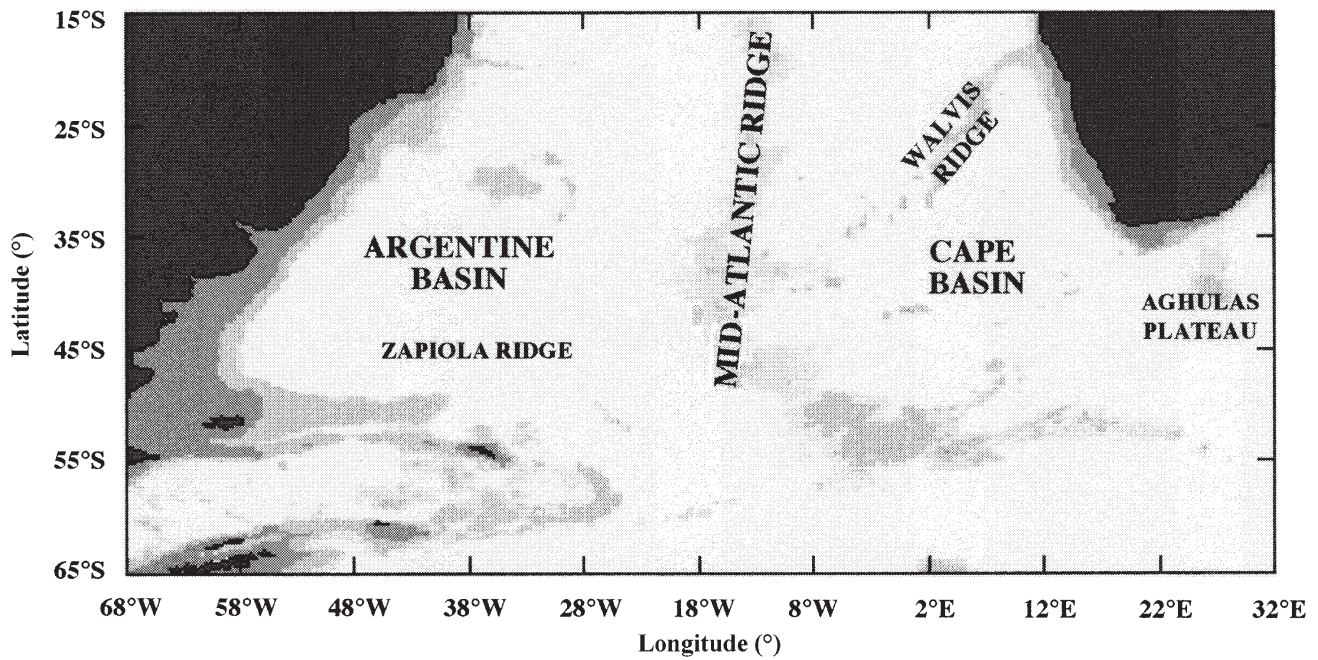 15°S
25°S
35°S
45°S
55°S
65°S
Latitude (°)
MID-ATLANTIC RIDGE
WALVIS
RIDGE
ARGENTINE
BASIN
CAPE
BASIN
AGHULAS
PLATEAU
ZAPIOLA RIDGE
68°W 58°W 48°W 38°W 28°W 18°W 8°W 2°E 12°E 22°E 32°E
Longitude (°)